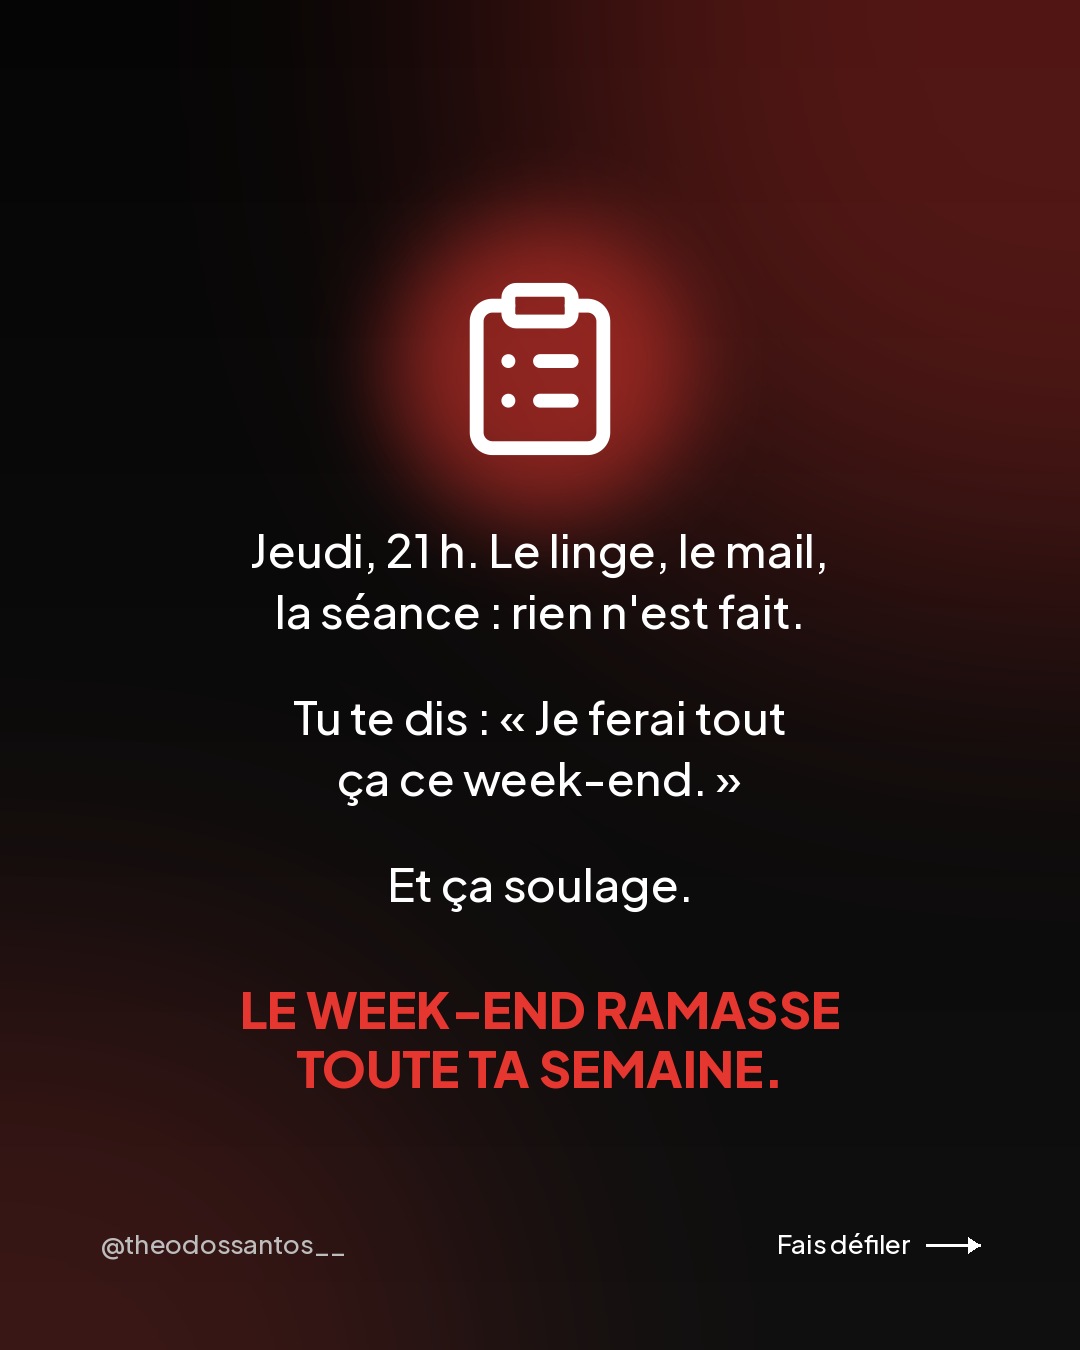 Jeudi, 21 h. Le linge, le mail,
la séance : rien n'est fait.
Tu te dis : « Je ferai tout
ça ce week-end. »
Et ça soulage.
LE WEEK-END RAMASSE
TOUTE TA SEMAINE.
@theodossantos__
Fais défiler